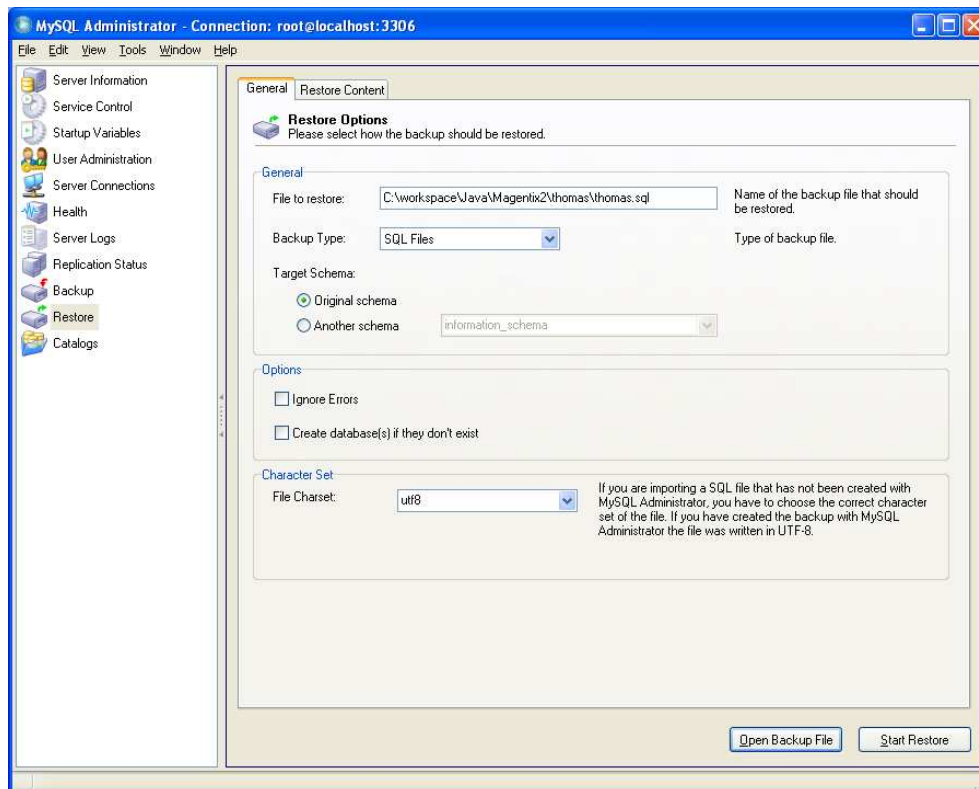 MySQL Administrator - Connection: root@localhost:3306
File Edit View Tools Window Help
Server Information
Service Control
Startup Variables
User Administration
Server Connections
Health
Server Logs
Replication Status
Backup
Restore
Catalogs
General Restore Content
Restore Options
Please select how the backup should be restored.
General
File to restore: C:\workspace\Java\Magentix2\thomas\thomas.sql Name of the backup file that should
be restored.
Backup Type: SQL Files Type of backup file.
Target Schema:
Original schema
Another schema information_schema
Options
Ignore Errors
Create database(s) if they don't exist
Character Set
File Charset: utf8
If you are importing a SQL file that has not been created with
MySQL Administrator, you have to choose the correct character
set of the file. If you have created the backup with MySQL
Administrator the file was written in UTF-8.
Open Backup File Start Restore